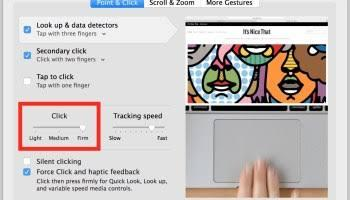 Point & Click
Scroll & Zoom
More Gestures
Look up & data detectors
Tap with three fingers
Secondary click
Click with two fingers
Tap to click
Tap with one finger
Click
Light
Medium
Firm
Tracking speed
Slow
Fast
Silent clicking
Force Click and haptic feedback
Click then press firmly for Quick Look, Look up,
and variable speed media controls.
It's Nice That